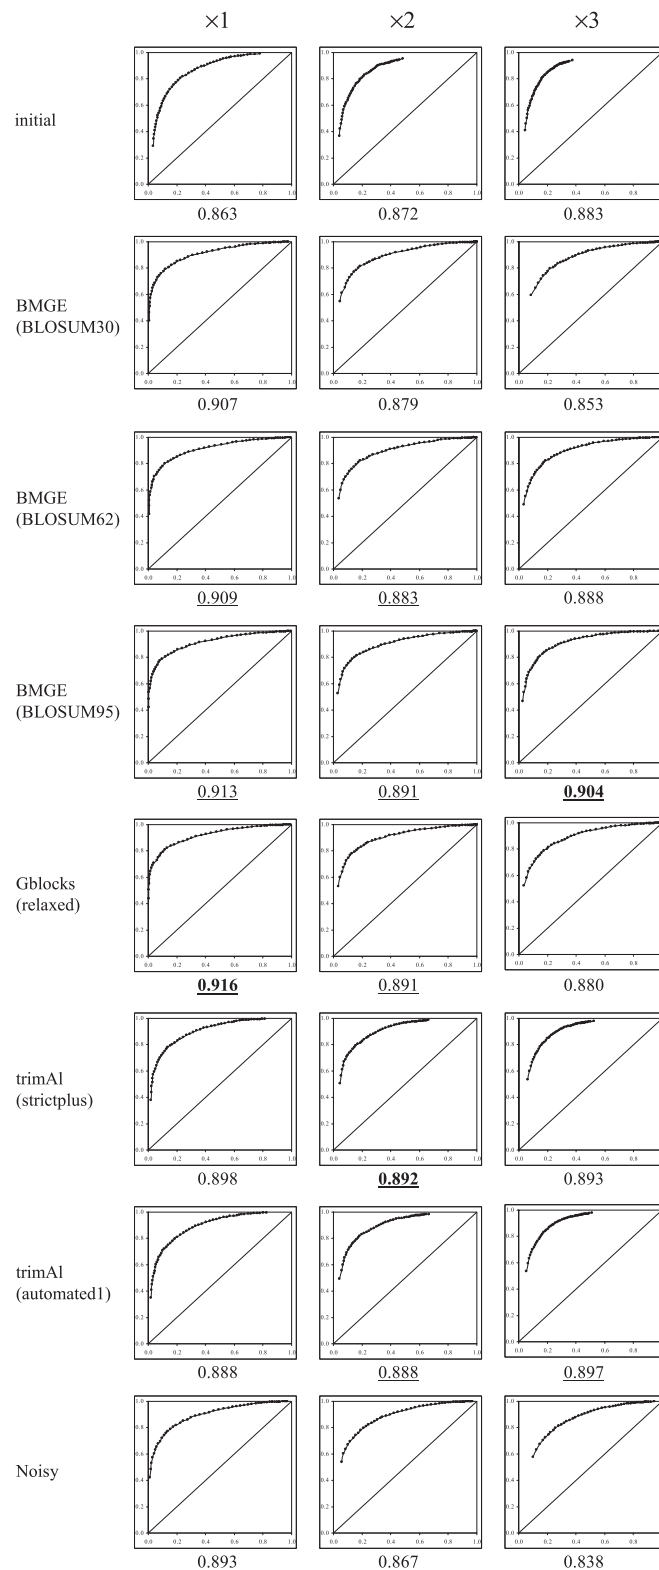 ×1 ×2 ×3
initial
0.863 0.872 0.883
BMGE
(BLOSUM30)
0.907 0.879 0.853
BMGE
(BLOSUM62)
0.909 0.883 0.888
BMGE
(BLOSUM95)
0.913 0.891 0.904
Gblocks
(relaxed)
0.916 0.891 0.880
trimAl
(strictplus)
0.898 0.892 0.893
trimAl
(automated1)
0.888 0.888 0.897
Noisy
0.893 0.867 0.838